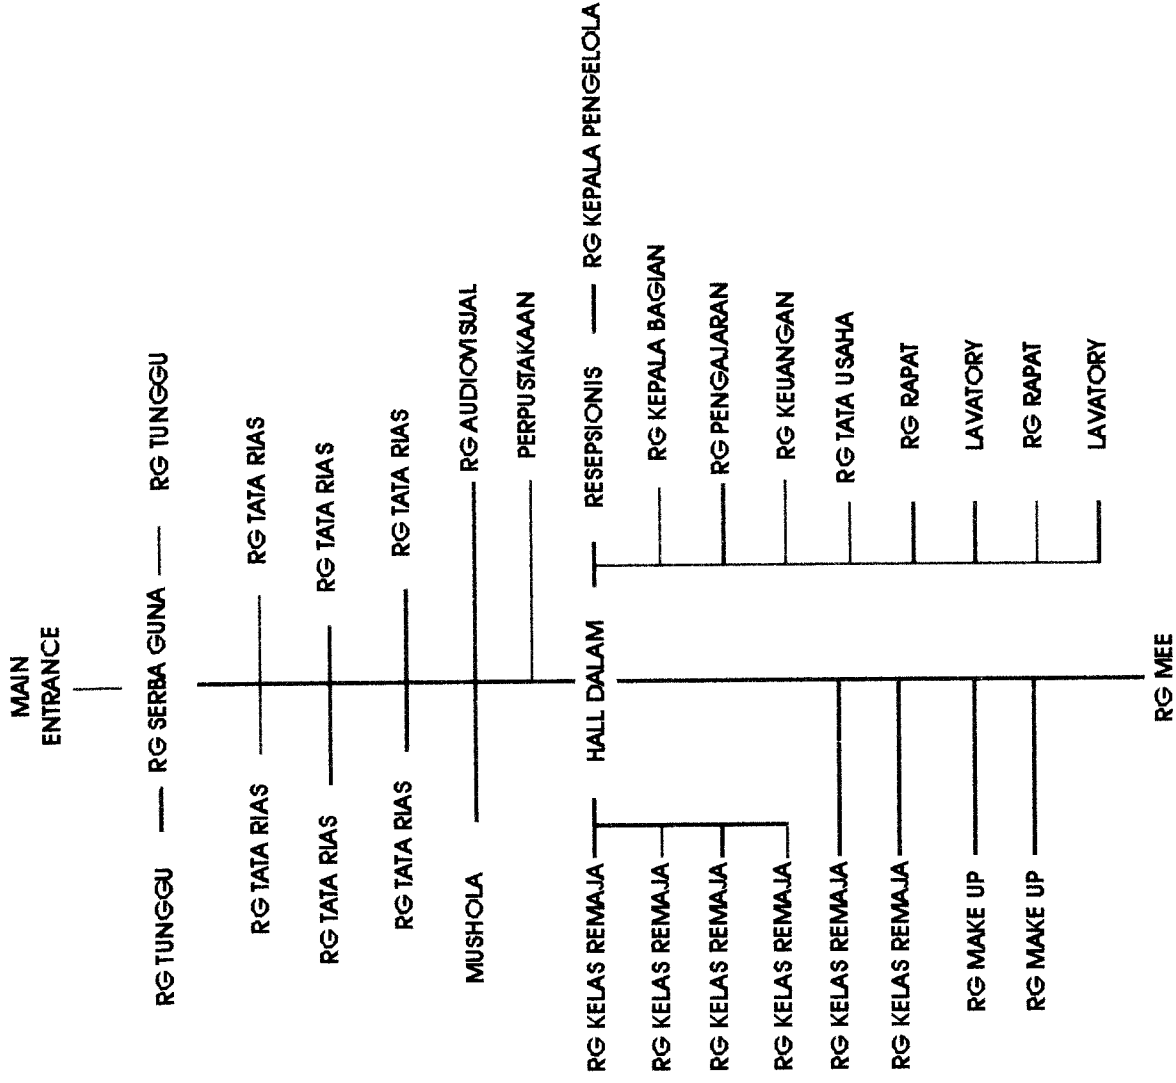 MAIN
ENTRANCE
RG TUNGGU
RG SERBA GUNA
RG TUNGGU
RG TATA RIAS
RG TATA RIAS
RG TATA RIAS
RG TATA RIAS
RG TATA RIAS
RG TATA RIAS
MUSHOLA
RG AUDIOVISUAL
PERPUSTAKAAN
HALL DALAM
RESEPSIONIS
RG KEPALA PENGELOLA
RG KELAS REMAJA
RG KELAS REMAJA
RG KELAS REMAJA
RG KELAS REMAJA
RG KELAS REMAJA
RG KELAS REMAJA
RG MAKE UP
RG MAKE UP
RG KEPALA BAGIAN
RG PENGAJARAN
RG KEUANGAN
RG TATA USAHA
RG RAPAT
LAVATORY
RG RAPAT
LAVATORY
RG MEE